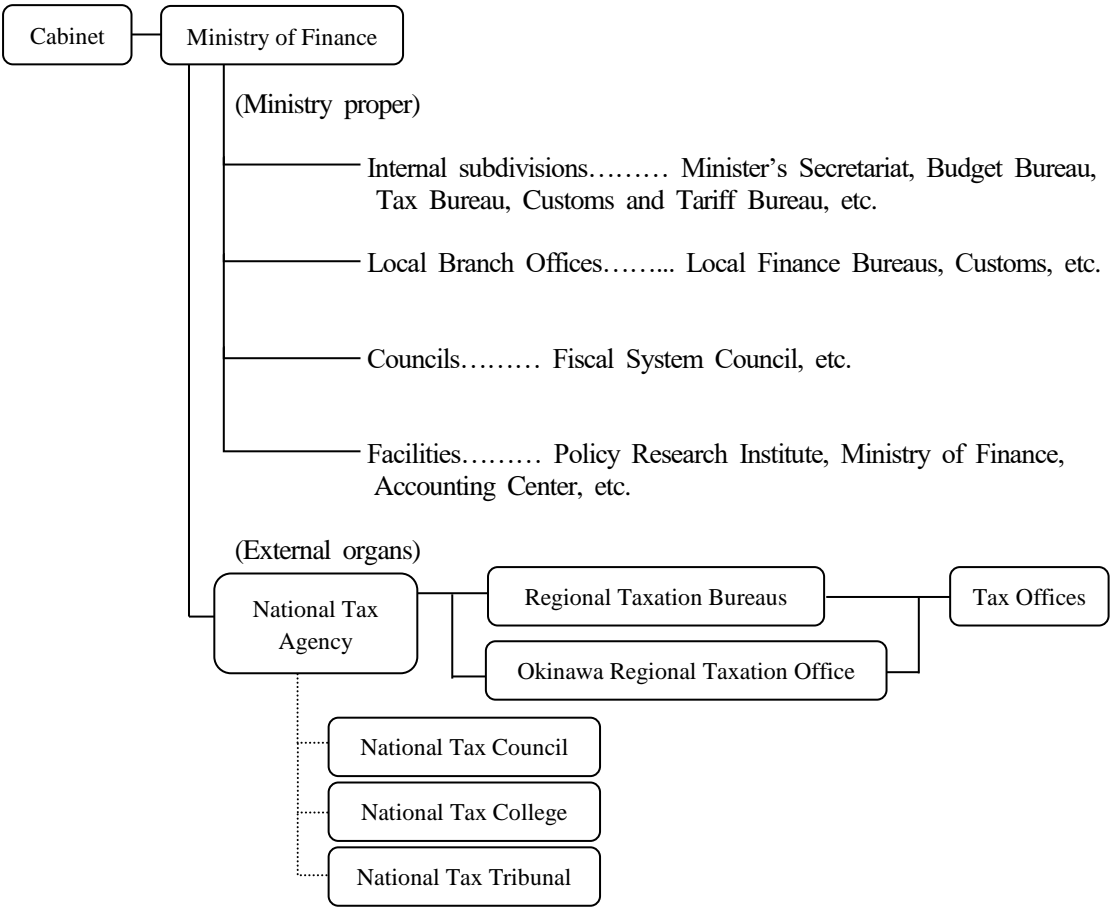 Cabinet
Ministry of Finance
(Ministry proper)
Internal subdivisions……… Minister’s Secretariat, Budget Bureau,
Tax Bureau, Customs and Tariff Bureau, etc.
Local Branch Offices……... Local Finance Bureaus, Customs, etc.
Councils……… Fiscal System Council, etc.
Facilities……… Policy Research Institute, Ministry of Finance,
Accounting Center, etc.
(External organs)
National Tax
Agency
Regional Taxation Bureaus
Tax Offices
Okinawa Regional Taxation Office
National Tax Council
National Tax College
National Tax Tribunal